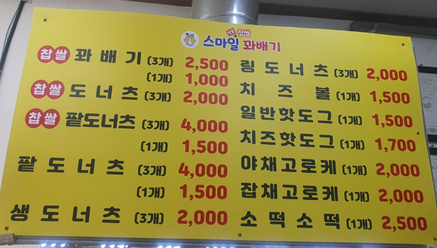 찹쌀
스마일 꽈배기
찹쌀 꽈배기 (3개) 2,500
(1개) 1,000
찹쌀 도너츠 (3개) 2,000
찹쌀 팥도너츠 (3개) 4,000
(1개) 1,500
팥도너츠 (3개) 4,000
(1개) 1,500
생도너츠 (3개) 2,000
링도너츠 (3개) 2,000
치즈볼 (1개) 1,500
일반핫도그 (1개) 1,500
치즈핫도그 (1개) 1,700
야채고로케 (1개) 2,000
잡채고로케 (1개) 2,000
소떡소떡 (1개) 2,500